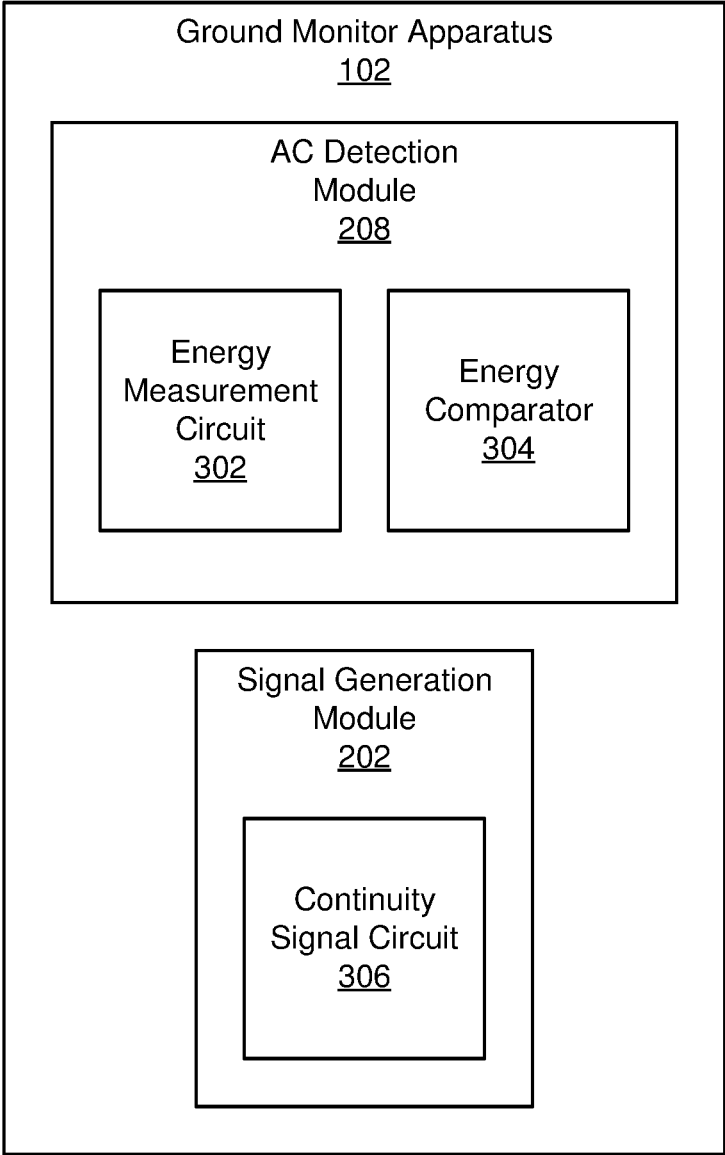 Ground Monitor Apparatus
102
AC Detection
Module
208
Energy
Measurement
Circuit
302
Energy
Comparator
304
Signal Generation
Module
202
Continuity
Signal Circuit
306